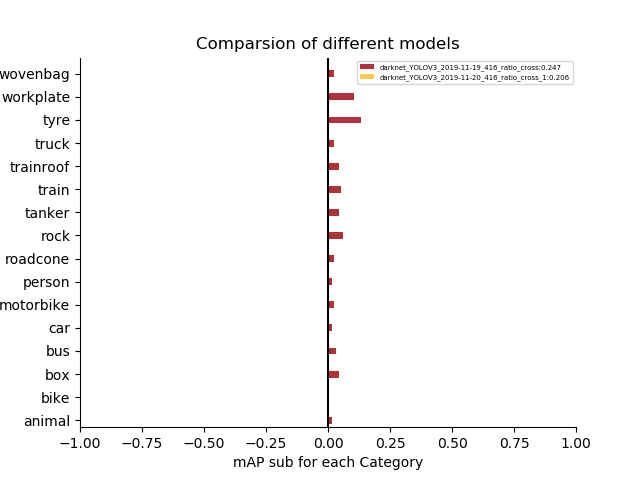 Comparsion of different models
darknet_YOLOV3_2019-11-19_416_ratio_cross:0.247
darknet_YOLOV3_2019-11-20_416_ratio_cross_1:0.206
wovenbag
workplate
tyre
truck
trainroof
train
tanker
rock
roadcone
person
motorbike
car
bus
box
bike
animal
−1.00 −0.75 −0.50 −0.25 0.00 0.25 0.50 0.75 1.00
mAP sub for each Category